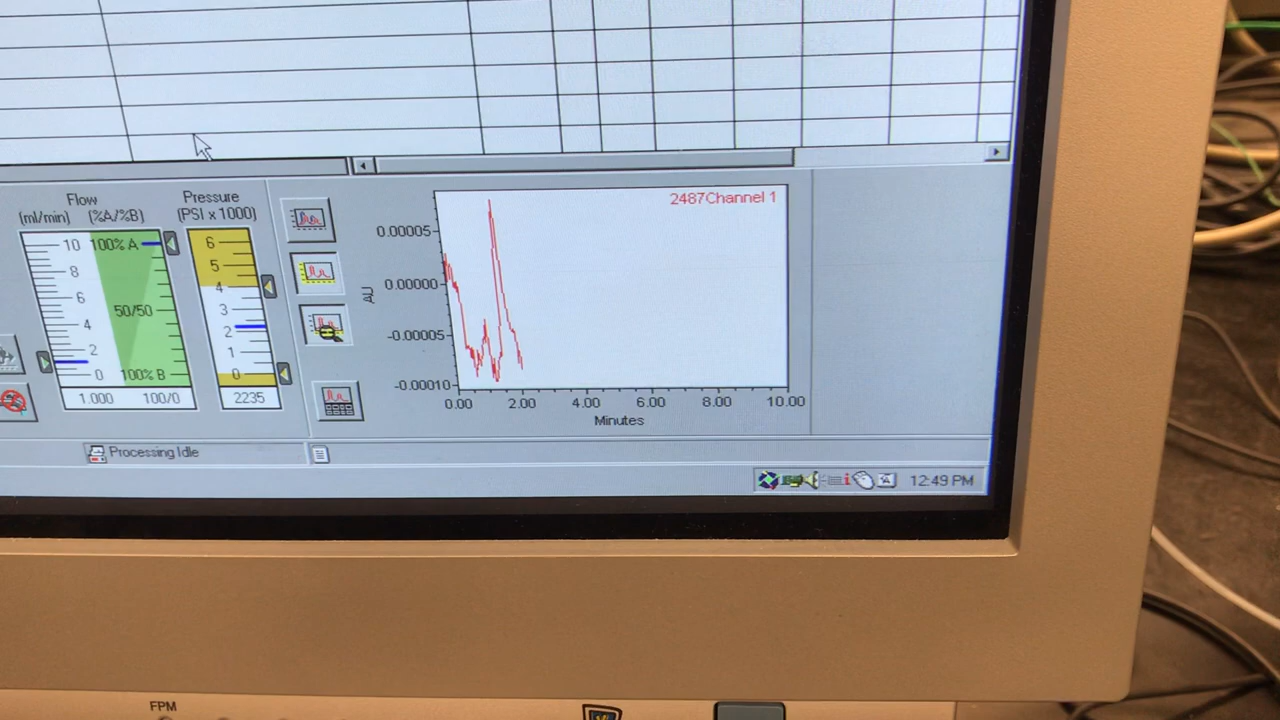 Flow
(ml/min) (%A/%B)
10 100% A
8
6 50/50
4
2
0 100% B
1.000 100/0
Pressure
(PSI x 1000)
6
5
4
3
2
1
0
2235
2487Channel 1
0.00005
0.00000
-0.00005
-0.00010
AU
0.00 2.00 4.00 6.00 8.00 10.00
Minutes
Processing Idle
12:49 PM
FPM